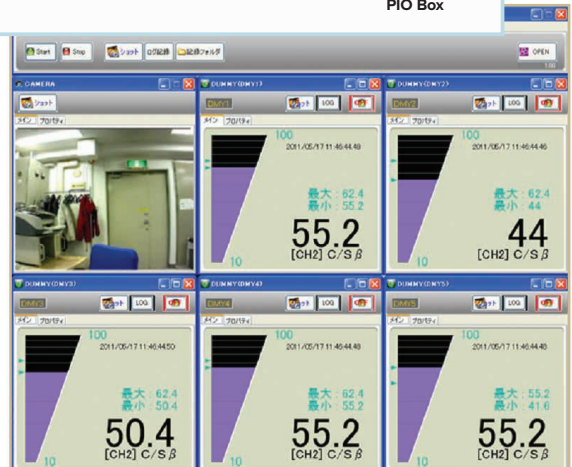 PIO Box
Start Stop ショット ログ記録 記録フォルダ OPEN
CAMERA
ショット
メイン プロパティ
DUMMY(DMY1)
DMY1 ショット LOG
メイン プロパティ
100
2011/05/17 11:46:44.48
最大 : 62.4
最小 : 55.2
55.2
[CH2] C/S β
10
DUMMY(DMY2)
DMY2 ショット LOG
メイン プロパティ
100
2011/05/17 11:46:44.46
最大 : 62.4
最小 : 44
44
[CH2] C/S β
10
DUMMY(DMY3)
DMY3 ショット LOG
メイン プロパティ
100
2011/05/17 11:46:44.50
最大 : 62.4
最小 : 50.4
50.4
[CH2] C/S β
10
DUMMY(DMY4)
DMY4 ショット LOG
メイン プロパティ
100
2011/05/17 11:46:44.48
最大 : 62.4
最小 : 55.2
55.2
[CH2] C/S β
10
DUMMY(DMY5)
DMY5 ショット LOG
メイン プロパティ
100
2011/05/17 11:46:44.48
最大 : 55.2
最小 : 41.6
55.2
[CH2] C/S β
10